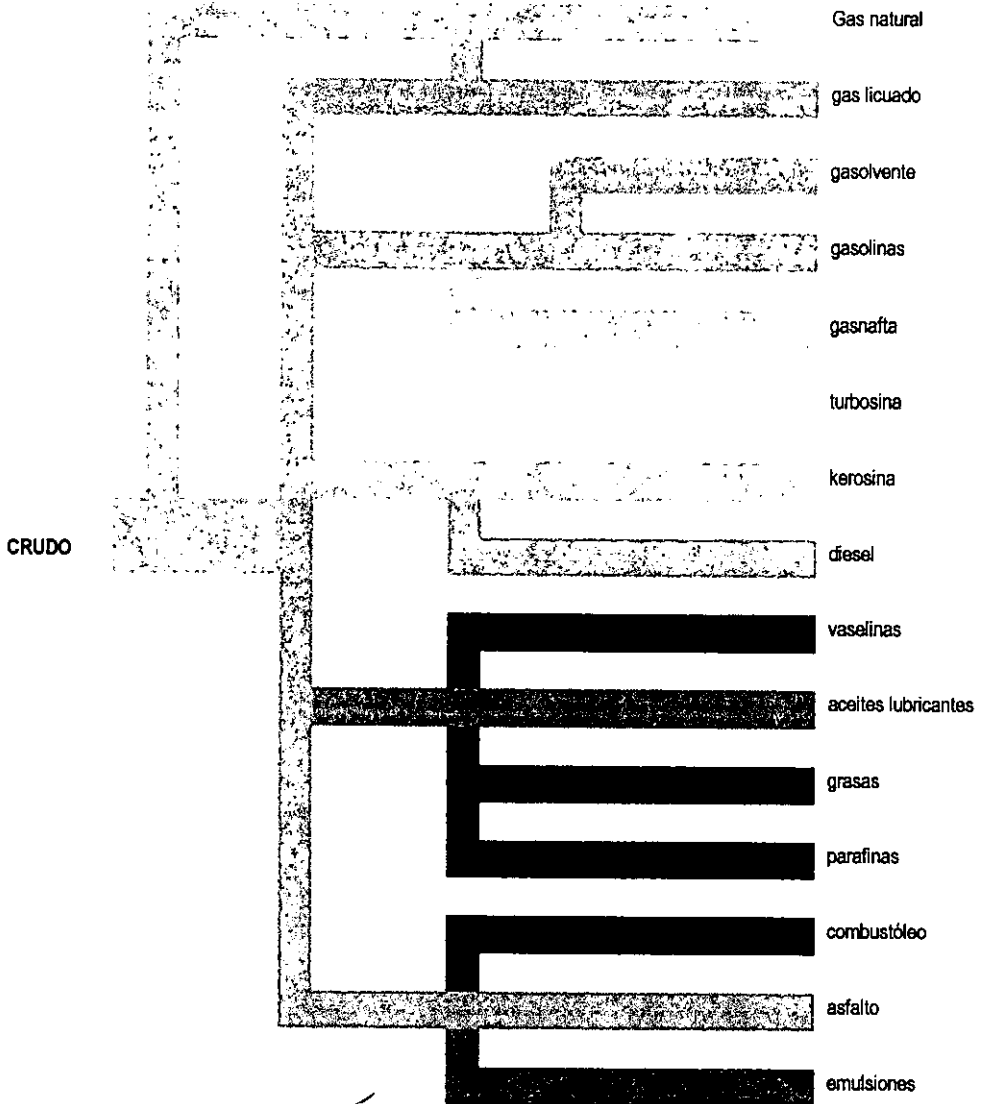 Gas natural
gas licuado
gasolvente
gasolinas
gasnafta
turbosina
kerosina
CRUDO
diesel
vaselinas
aceites lubricantes
grasas
parafinas
combustóleo
asfalto
emulsiones